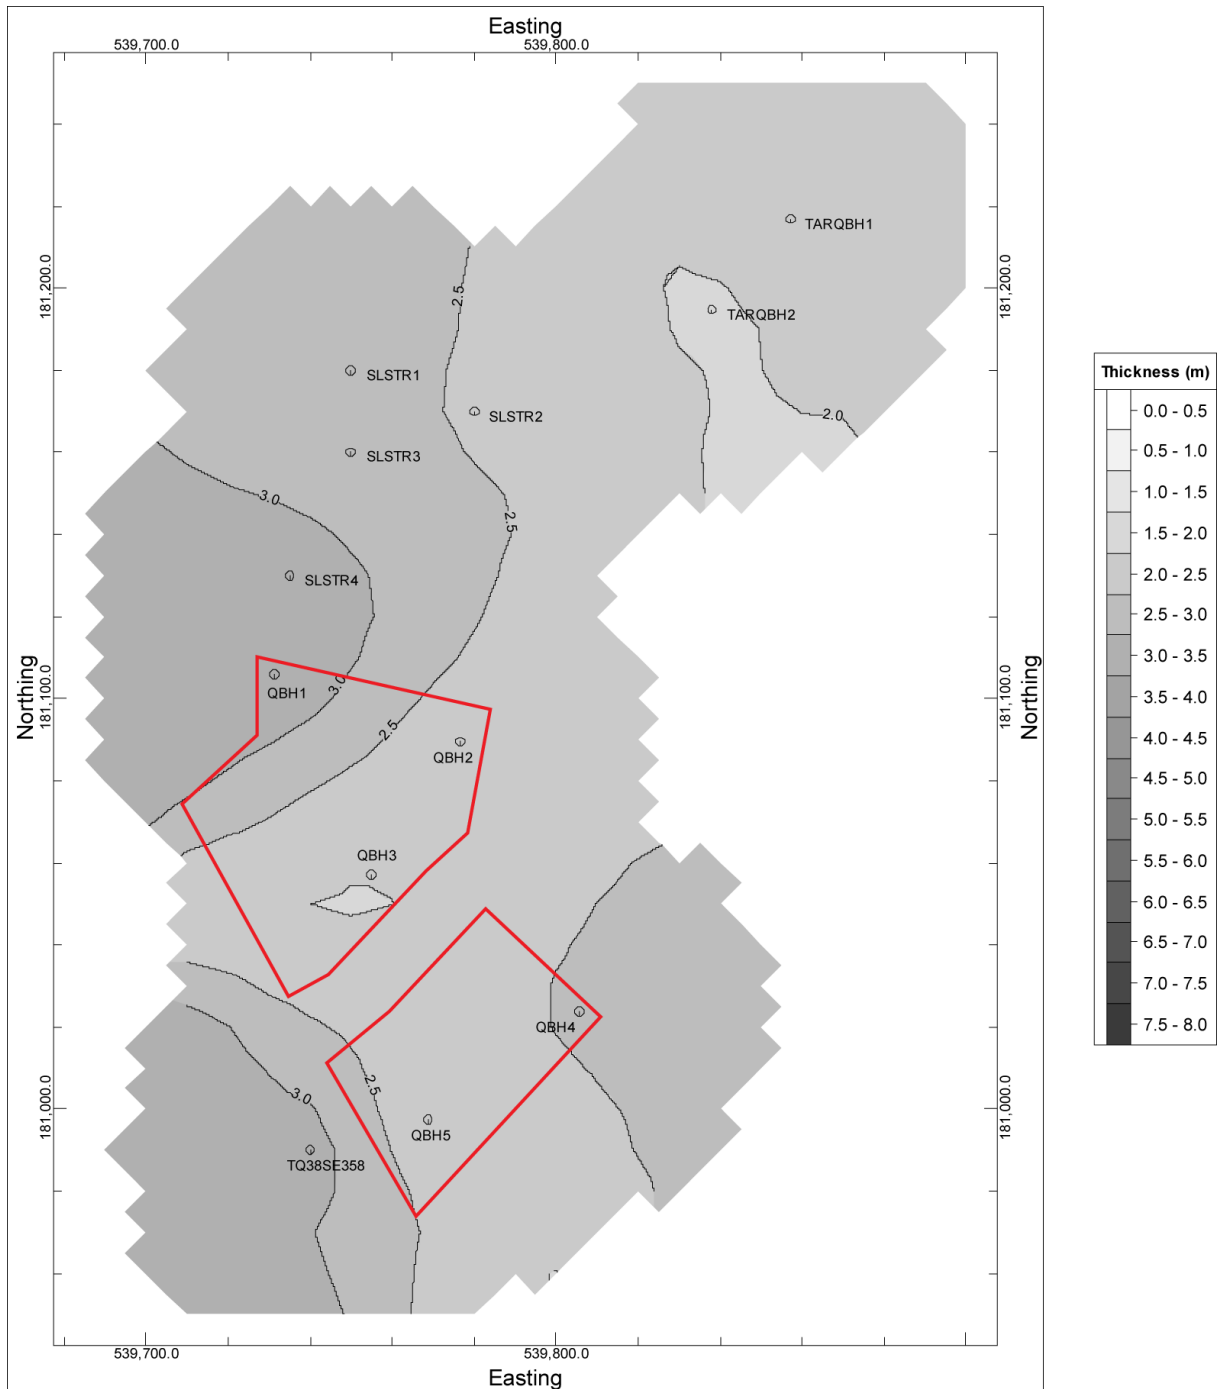 Easting
539,700.0 539,800.0
TARQBH1
181,200.0 181,200.0
2.5
TARQBH2
SLSTR1
SLSTR2
2.0
SLSTR3
3.0
2.5
SLSTR4
Northing 181,100.0 181,100.0 Northing
QBH1
3.0
2.5
QBH2
QBH3
QBH4
2.5
3.0
181,000.0 181,000.0
QBH5
TQ38SE358
539,700.0 539,800.0
Easting
Thickness (m)
0.0 - 0.5
0.5 - 1.0
1.0 - 1.5
1.5 - 2.0
2.0 - 2.5
2.5 - 3.0
3.0 - 3.5
3.5 - 4.0
4.0 - 4.5
4.5 - 5.0
5.0 - 5.5
5.5 - 6.0
6.0 - 6.5
6.5 - 7.0
7.0 - 7.5
7.5 - 8.0